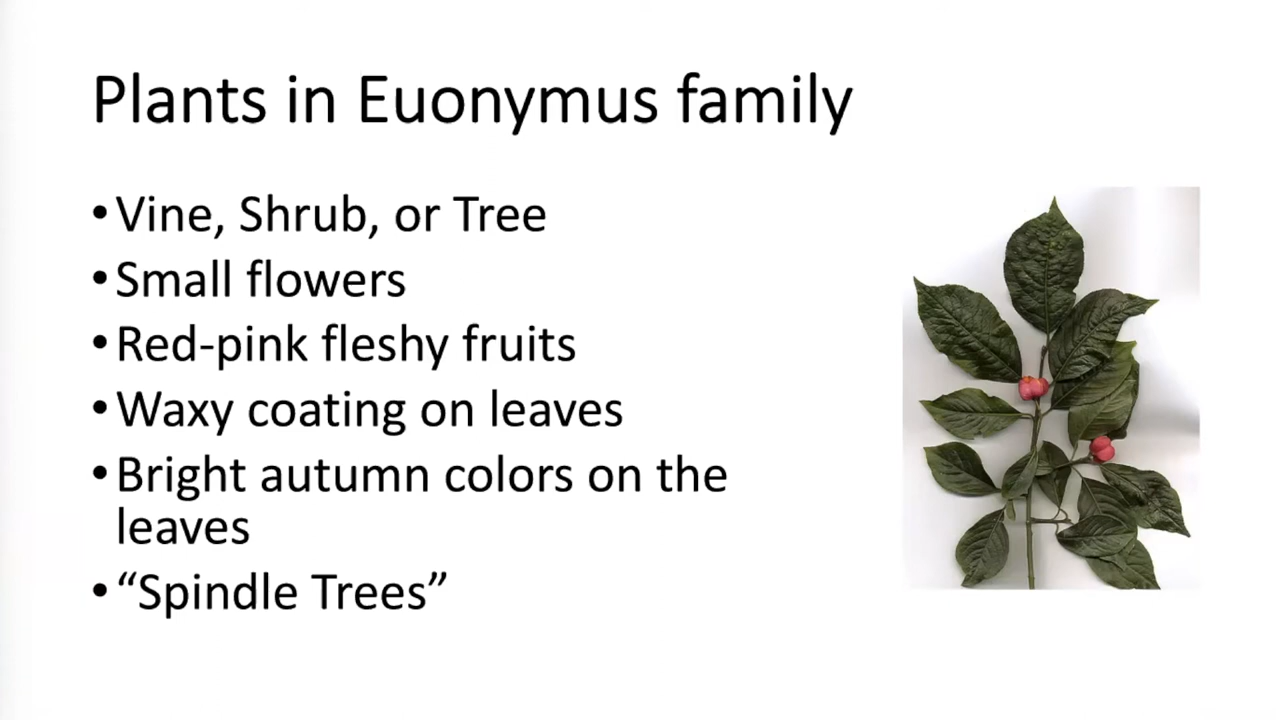 Plants in Euonymus family
•Vine, Shrub, or Tree
•Small flowers
•Red-pink fleshy fruits
•Waxy coating on leaves
•Bright autumn colors on the
leaves
•“Spindle Trees”